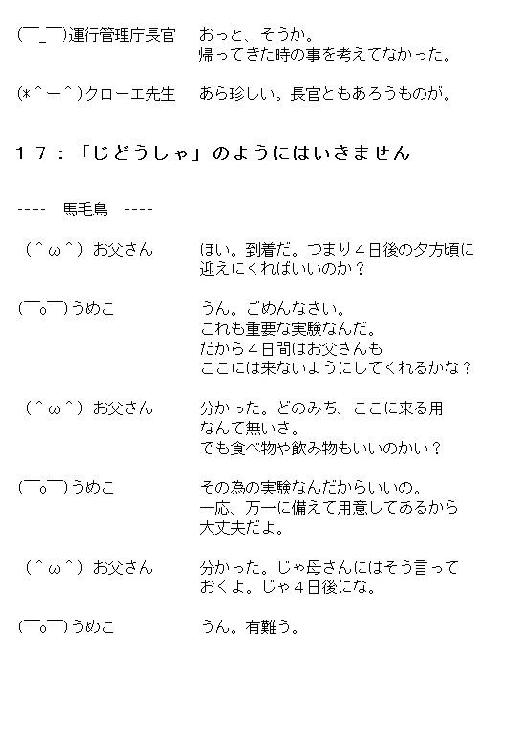 (￣_￣)運行管理庁長官　おっと、そうか。
帰ってきた時の事を考えてなかった。
(*＾ー＾)クローエ先生　あら珍しい。長官ともあろうものが。
１７：「じどうしゃ」のようにはいきません
----　馬毛島　----
（＾ω＾）お父さん　ほい。到着だ。つまり４日後の夕方頃に
迎えにくればいいのか？
(￣o￣)うめこ　うん。ごめんなさい。
これも重要な実験なんだ。
だから４日間はお父さんも
ここには来ないようにしてくれるかな？
（＾ω＾）お父さん　分かった。どのみち、ここに来る用
なんて無いさ。
でも食べ物や飲み物もいいのかい？
(￣o￣)うめこ　その為の実験なんだからいいの。
一応、万一に備えて用意してあるから
大丈夫だよ。
（＾ω＾）お父さん　分かった。じゃ母さんにはそう言って
おくよ。じゃ４日後にな。
(￣o￣)うめこ　うん。有難う。